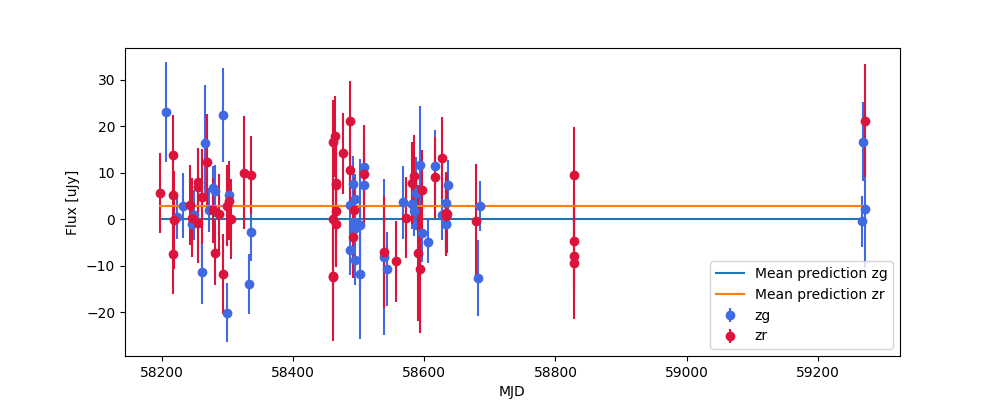 30
20
10
0
−10
−20
Flux [uJy]
58200
58400
58600
58800
59000
59200
MJD
Mean prediction zg
Mean prediction zr
zg
zr